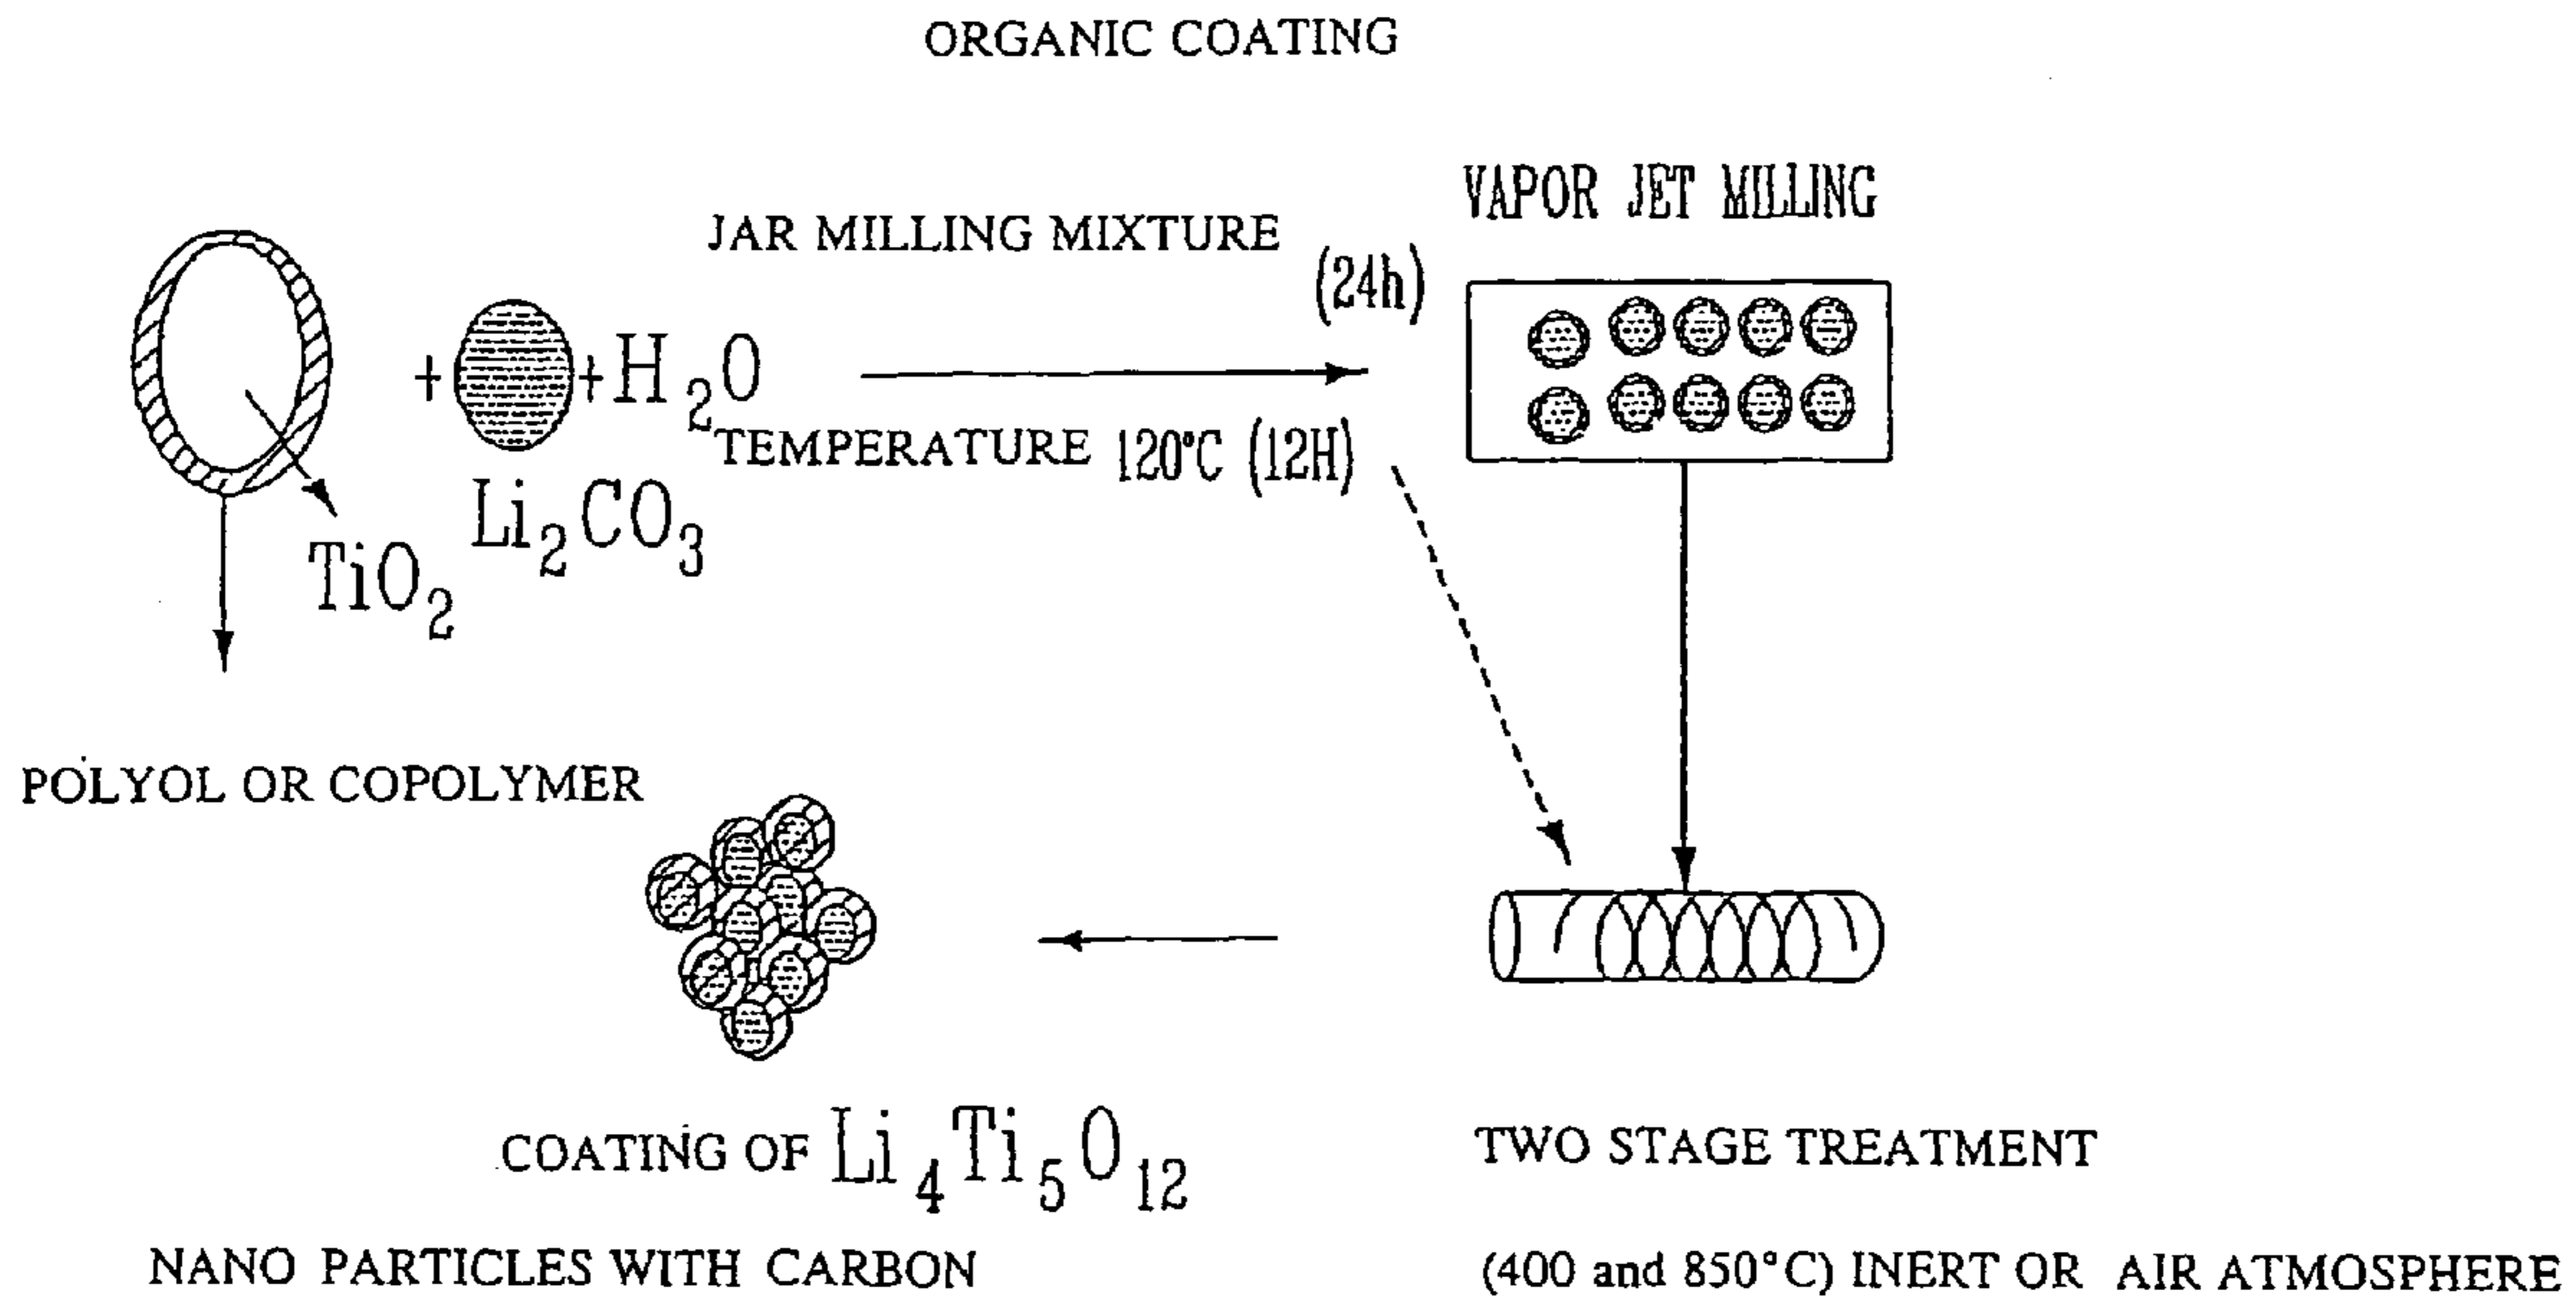 ORGANIC COATING
VAPOR JET MILLING
JAR MILLING MIXTURE
(24h)
+ + H2O
TEMPERATURE 120°C (12H)
Li2CO3
TiO2
POLYOL OR COPOLYMER
COATING OF Li4Ti5O12
NANO PARTICLES WITH CARBON
TWO STAGE TREATMENT
(400 and 850°C) INERT OR AIR ATMOSPHERE